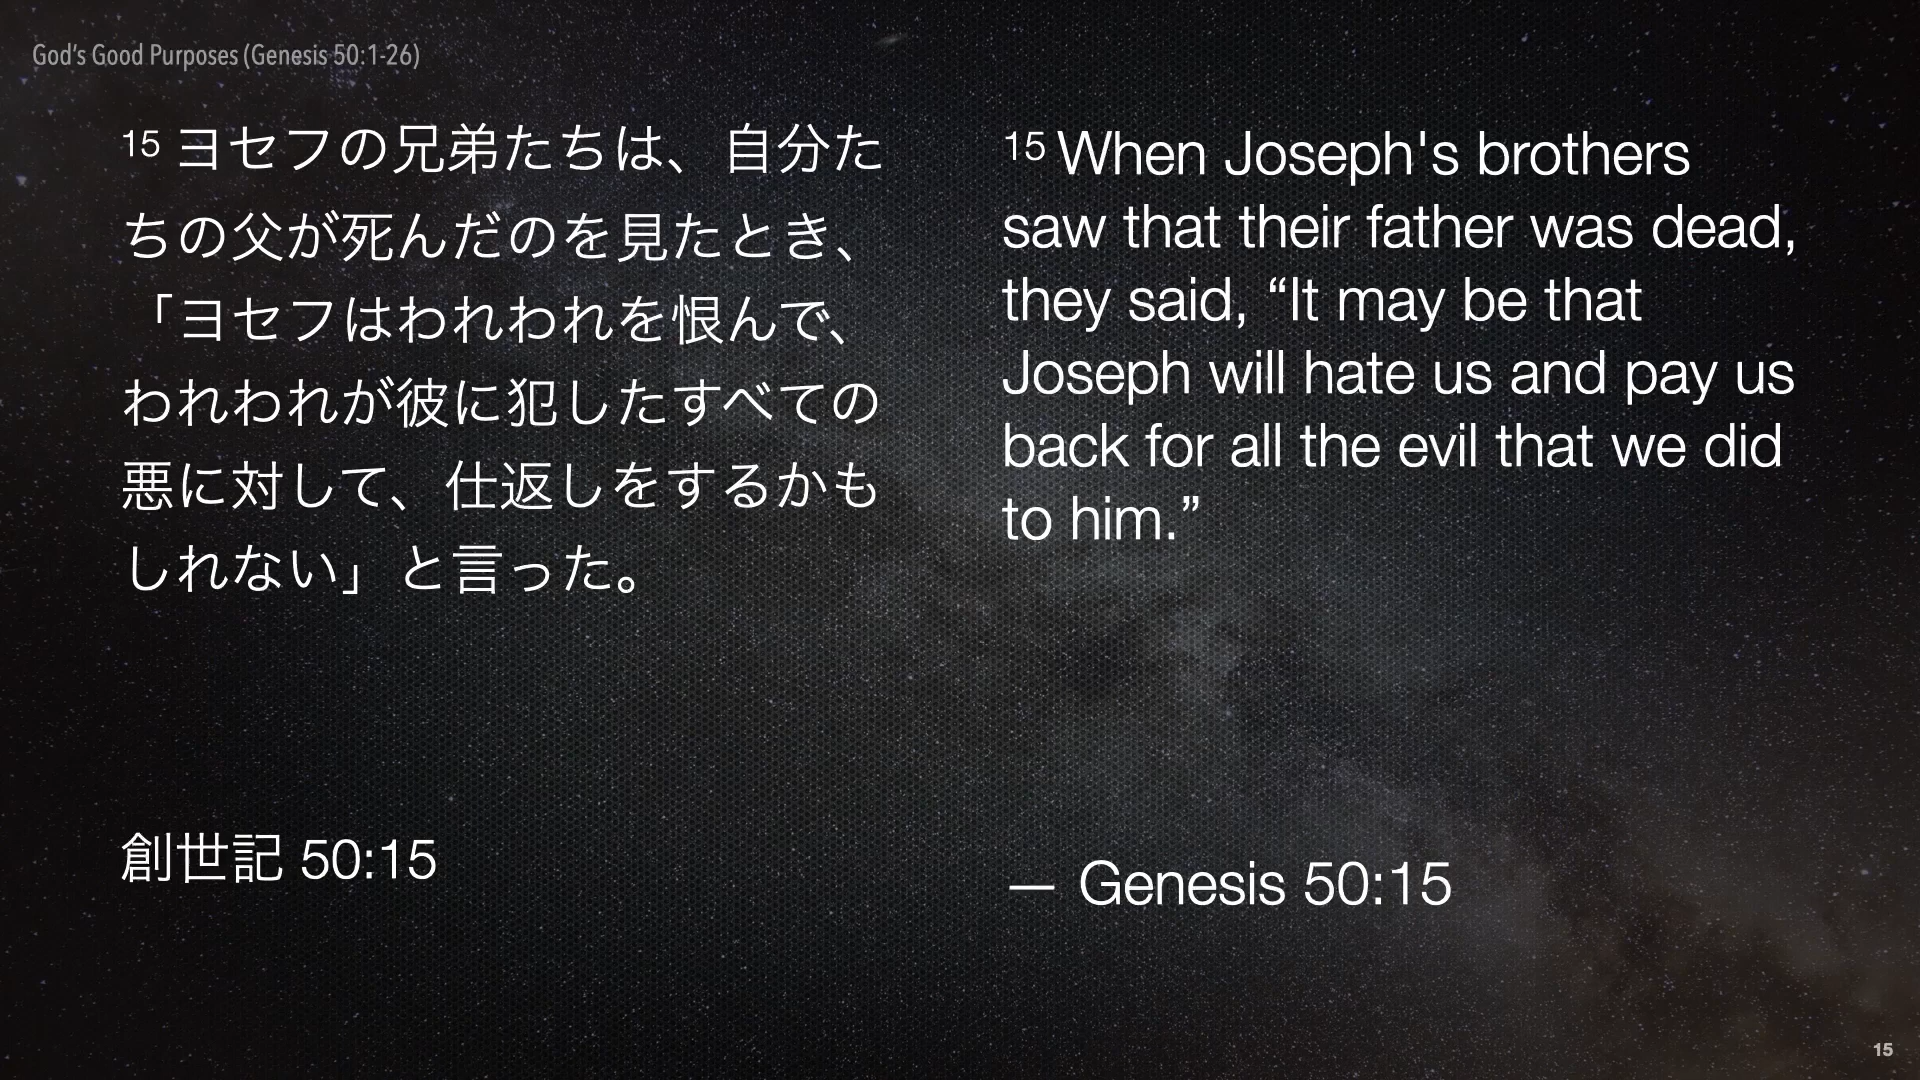 God's Good Purposes (Genesis 50:1-26)
15 ヨセフの兄弟たちは、自分た
ちの父が死んだのを見たとき、
「ヨセフはわれわれを恨んで、
われわれが彼に犯したすべての
悪に対して、仕返しをするかも
しれない」と言った。
創世記 50:15
15 When Joseph's brothers
saw that their father was dead,
they said, “It may be that
Joseph will hate us and pay us
back for all the evil that we did
to him.”
— Genesis 50:15
15